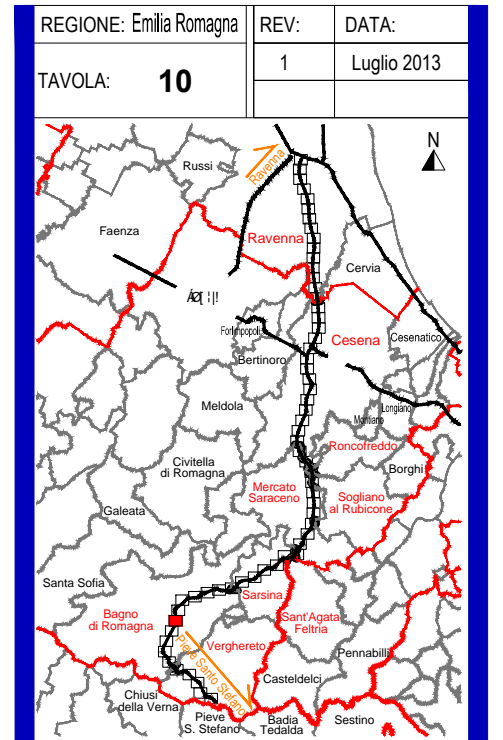 REGIONE: Emilia Romagna
REV:
DATA:
TAVOLA: 10
1
Luglio 2013
N
Russi
Ravenna
Faenza
Ravenna
Cervia
Forlimpopoli
Cesena
Cesenatico
Bertinoro
Meldola
Longiano
Montiano
Roncofreddo
Civitella
di Romagna
Borghi
Mercato
Saraceno
Sogliano
al Rubicone
Galeata
Santa Sofia
Sarsina
Bagno
di Romagna
Sant'Agata
Feltria
Verghereto
Pieve Santo Stefano
Pennabilli
Casteldelci
Chiusi
della Verna
Pieve
S. Stefano
Badia
Tedalda
Sestino